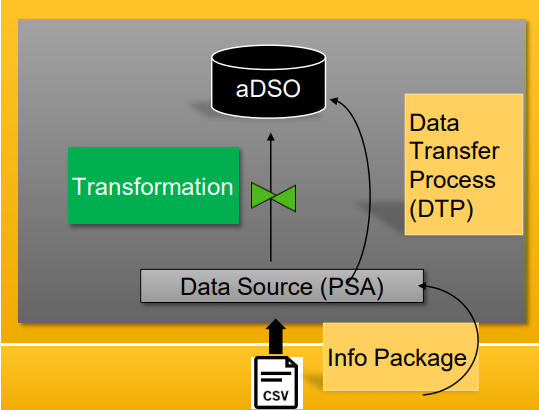 aDSO
Data
Transfer
Process
(DTP)
Transformation
Data Source (PSA)
Info Package
CSV